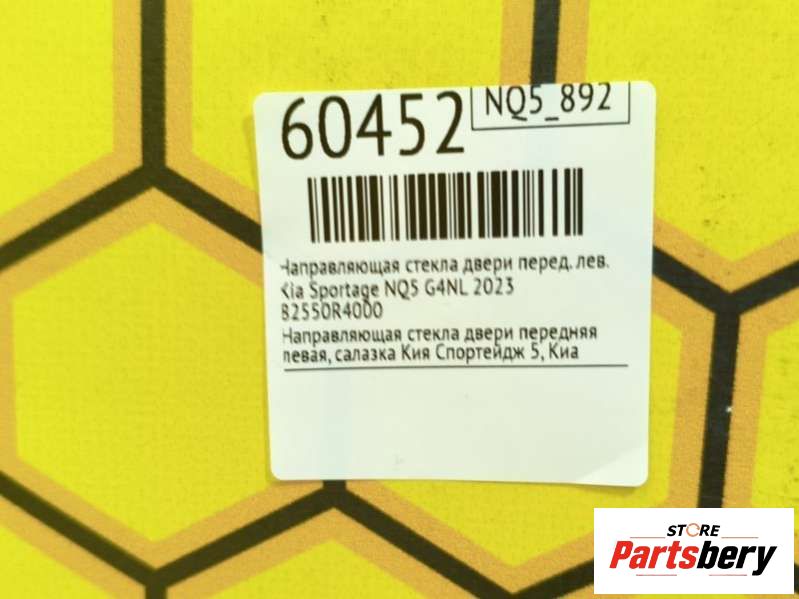 60452
NQ5_892
Направляющая стекла двери перед. лев.
Kia Sportage NQ5 G4NL 2023
82550R4000
Направляющая стекла двери передняя
левая, салазка Кия Спортейдж 5, Киа
STORE
Partsbery